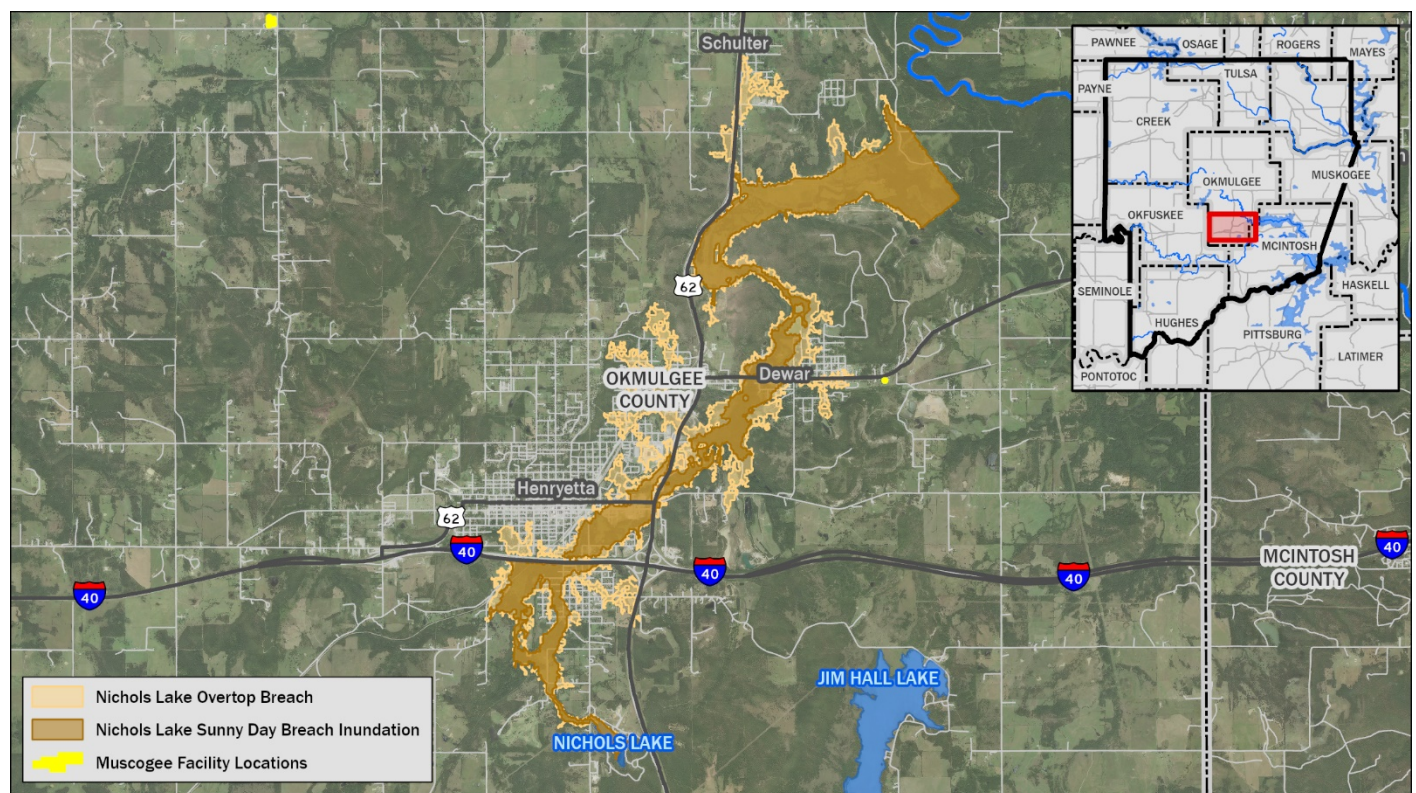 Schulter
62
Dewar
OKMULGEE
COUNTY
Henryetta
62
40
40
40
40
40
MCINTOSH
COUNTY
JIM HALL LAKE
NICHOLS LAKE
PAWNEE
OSAGE
ROGERS
MAYES
TULSA
PAYNE
CREEK
MUSKOGEE
OKMULGEE
OKFUSKEE
MCINTOSH
SEMINOLE
HASKELL
HUGHES
PITTSBURG
LATIMER
PONTOTOC
Nichols Lake Overtop Breach
Nichols Lake Sunny Day Breach Inundation
Muscogee Facility Locations